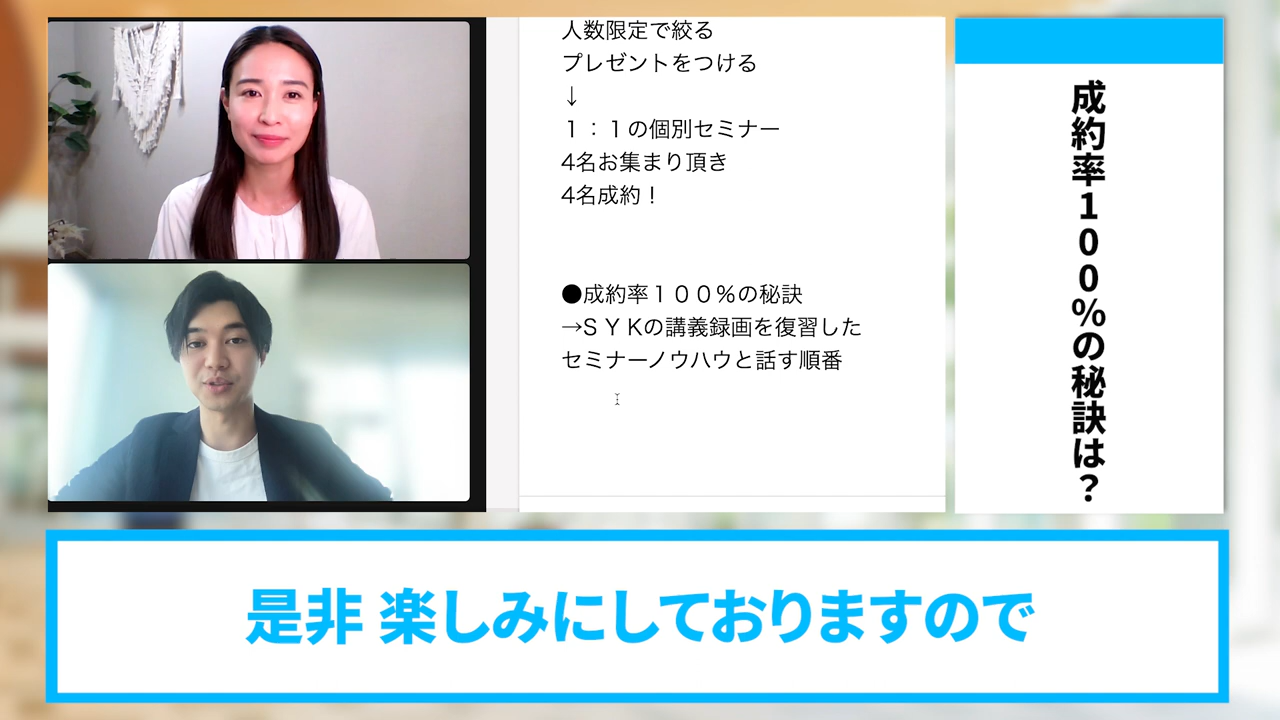 人数限定で絞る
プレゼントをつける
↓
１：１の個別セミナー
4名お集まり頂き
4名成約！
●成約率１００％の秘訣
→ＳＹＫの講義録画を復習した
セミナーノウハウと話す順番
成約率１００％の秘訣は？
是非 楽しみにしておりますので